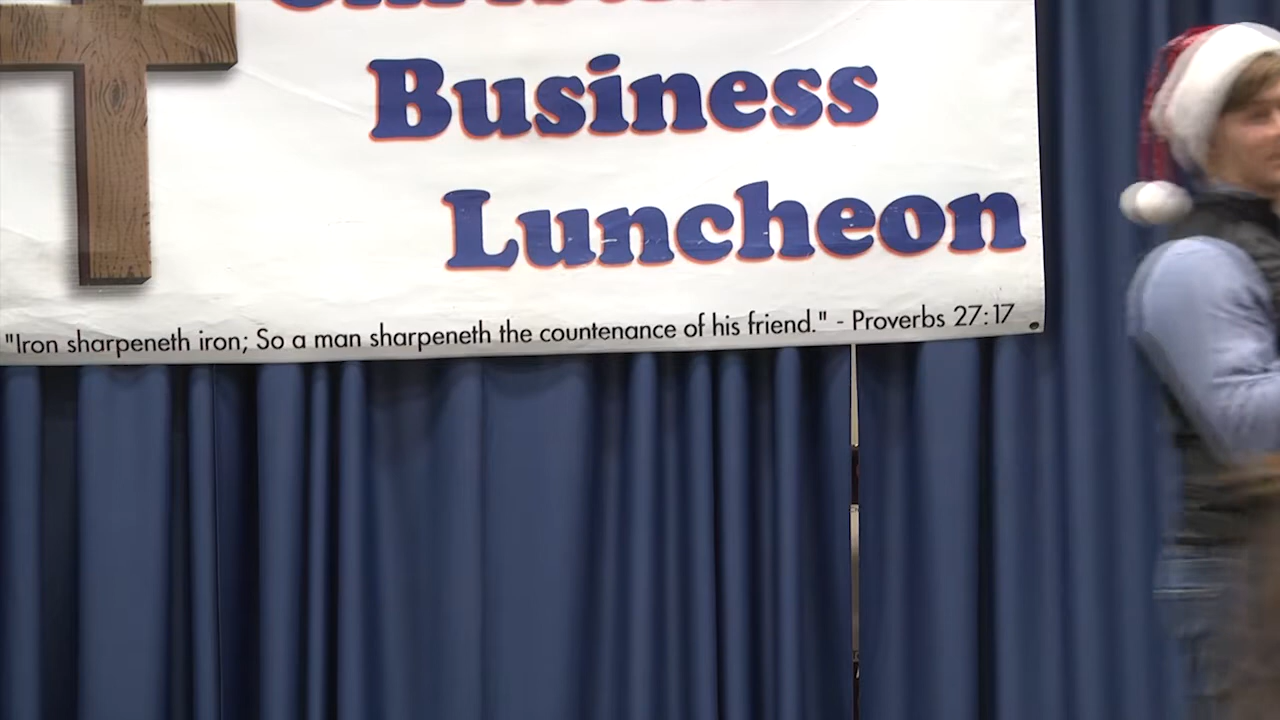 Business
Luncheon
"Iron sharpeneth iron; So a man sharpeneth the countenance of his friend." - Proverbs 27:17